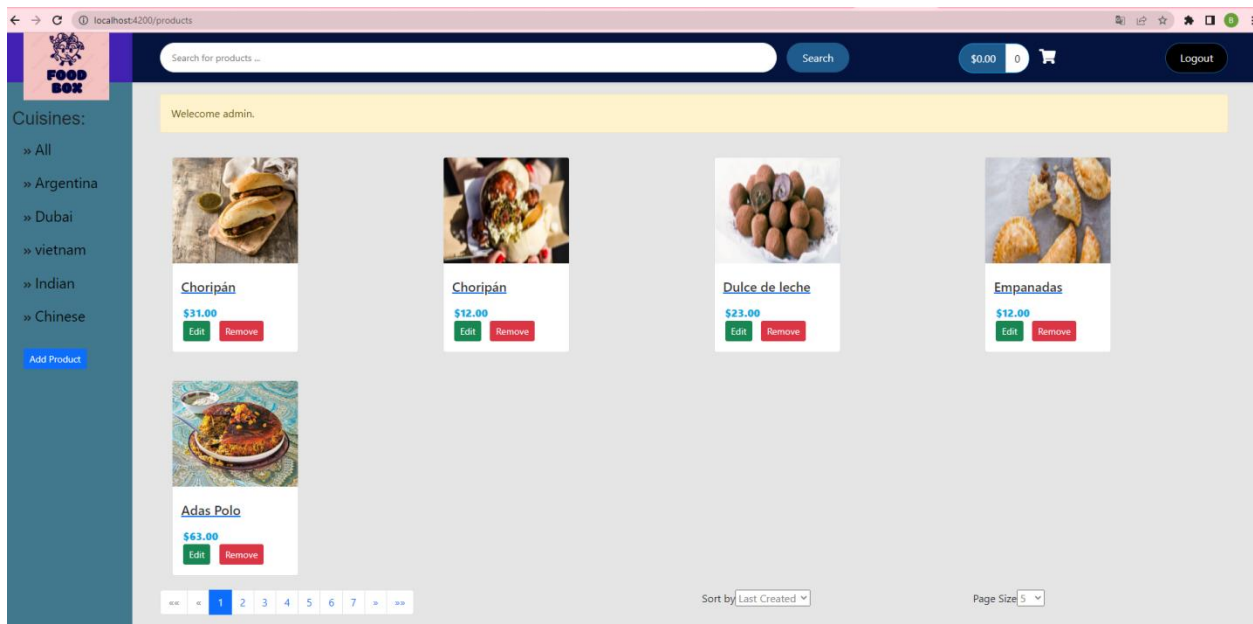 localhost:4200/products
FOOD
BOX
Search for products ...
Search
$0.00 0
Logout
Cuisines:
» All
» Argentina
» Dubai
» vietnam
» Indian
» Chinese
Add Product
Welecome admin.
Choripán
$31.00
Edit Remove
Choripán
$12.00
Edit Remove
Dulce de leche
$23.00
Edit Remove
Empanadas
$12.00
Edit Remove
Adas Polo
$63.00
Edit Remove
«« « 1 2 3 4 5 6 7 » »»
Sort by Last Created
Page Size 5